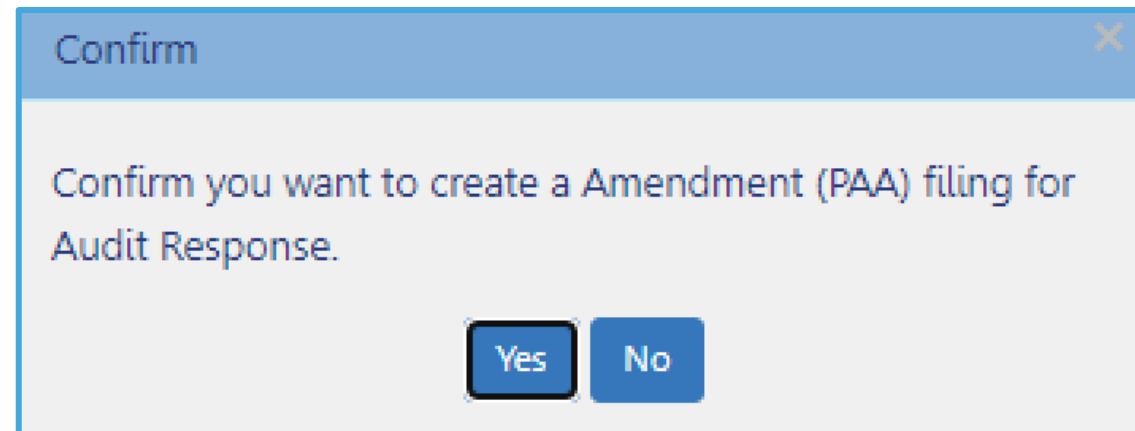 Confirm
Confirm you want to create a Amendment (PAA) filing for
Audit Response.
Yes No